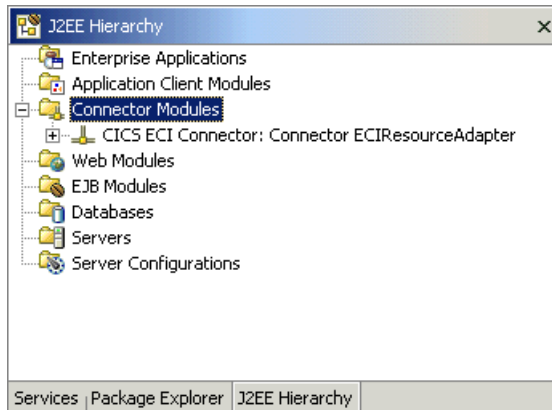 J2EE Hierarchy
Enterprise Applications
Application Client Modules
Connector Modules
CICS ECI Connector: Connector ECIResourceAdapter
Web Modules
EJB Modules
Databases
Servers
Server Configurations
Services Package Explorer J2EE Hierarchy